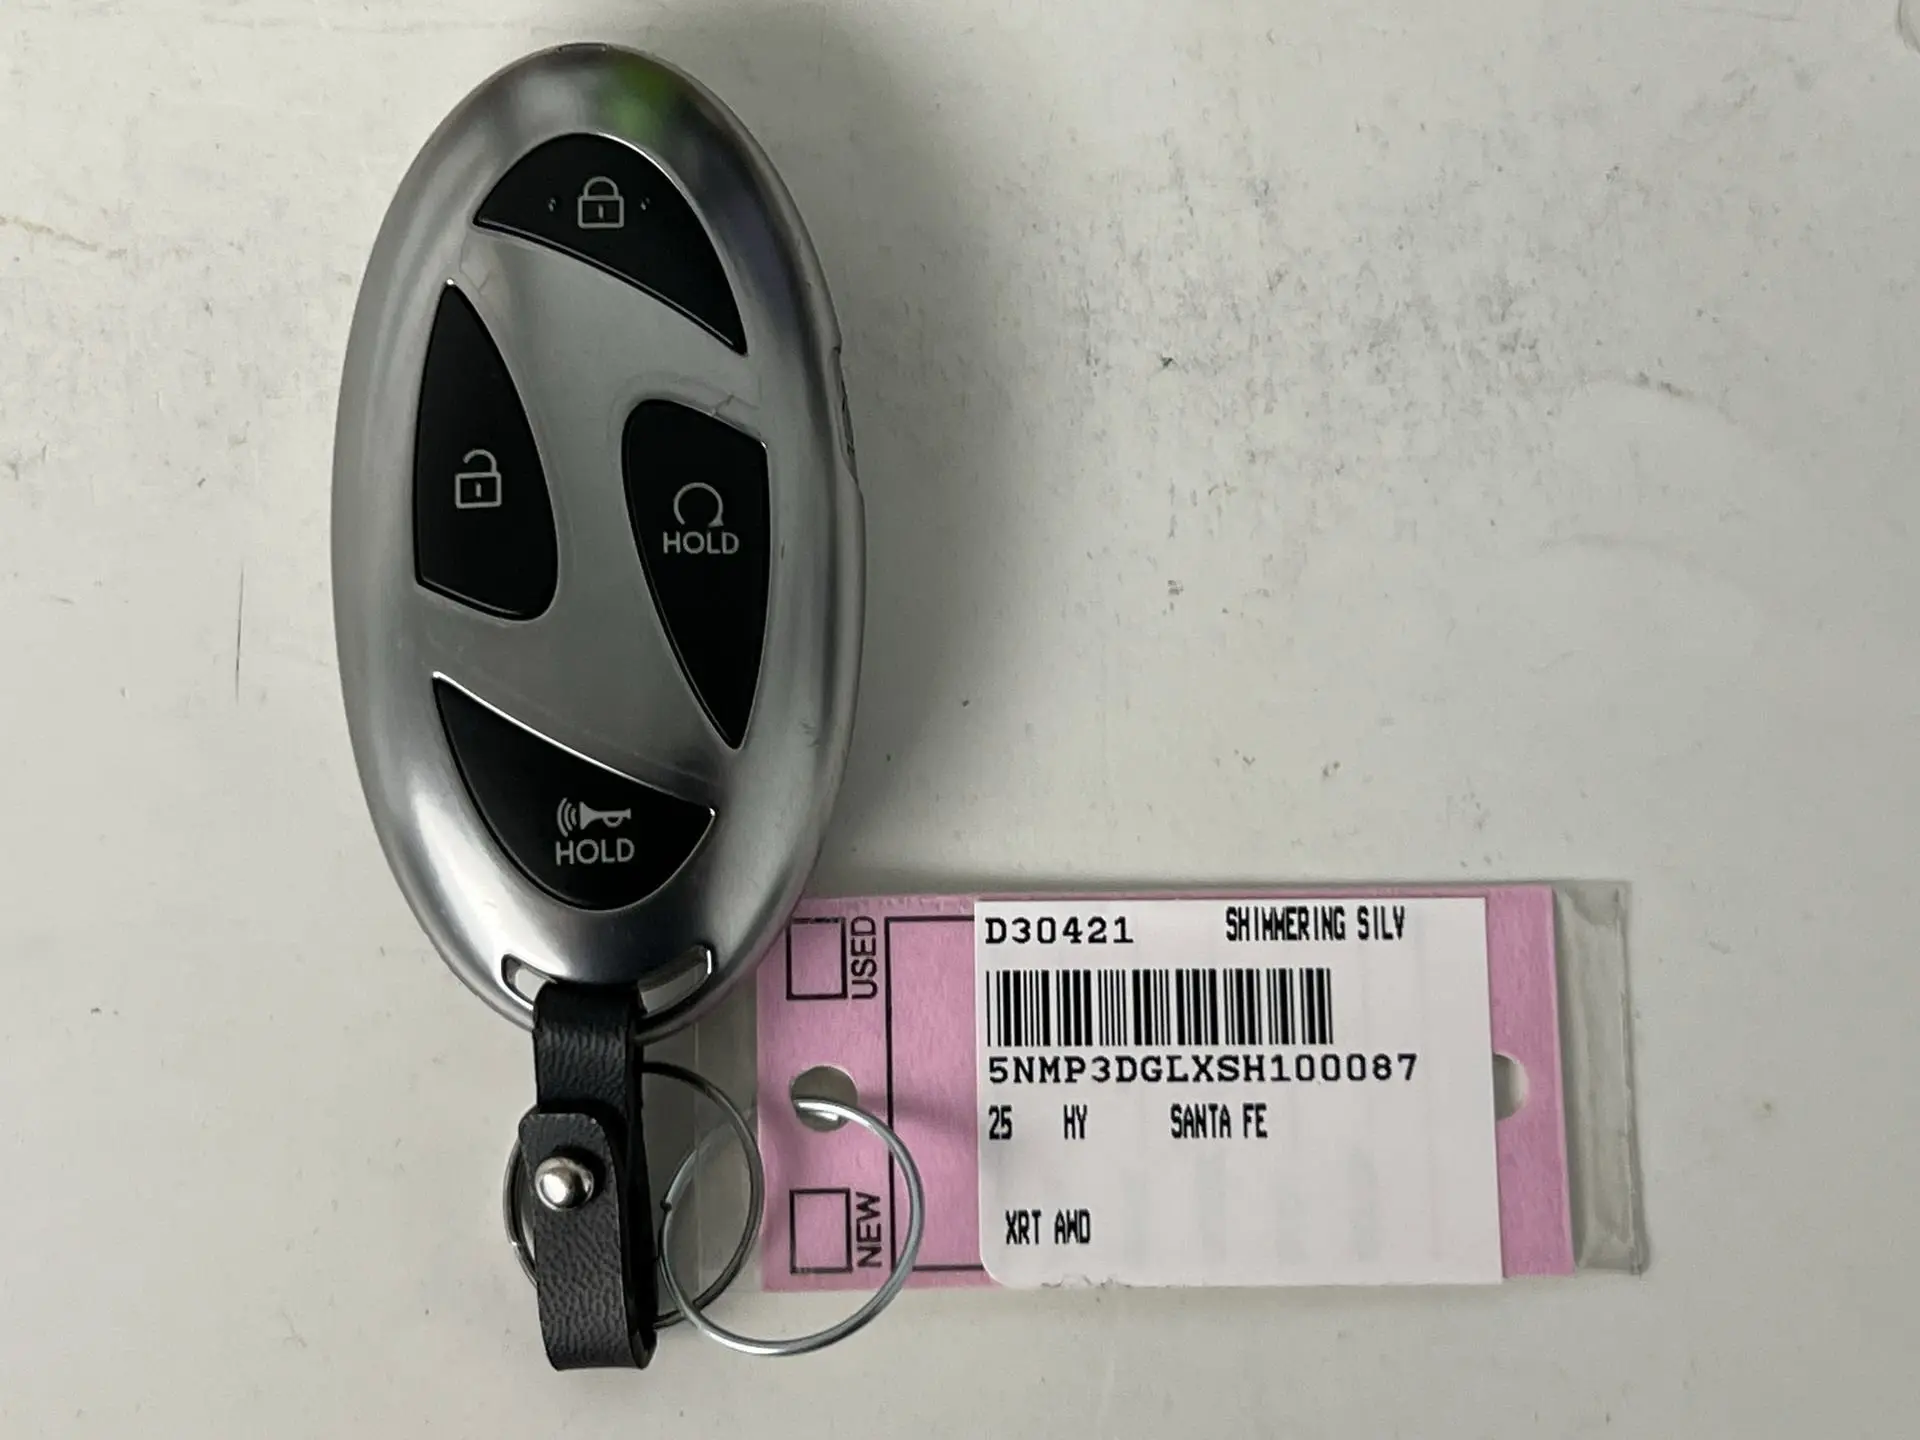 HOLD
HOLD
USED
NEW
D30421 SHIMMERING SILV
5NMP3DGLXSH100087
25 HY SANTA FE
XRT AWD